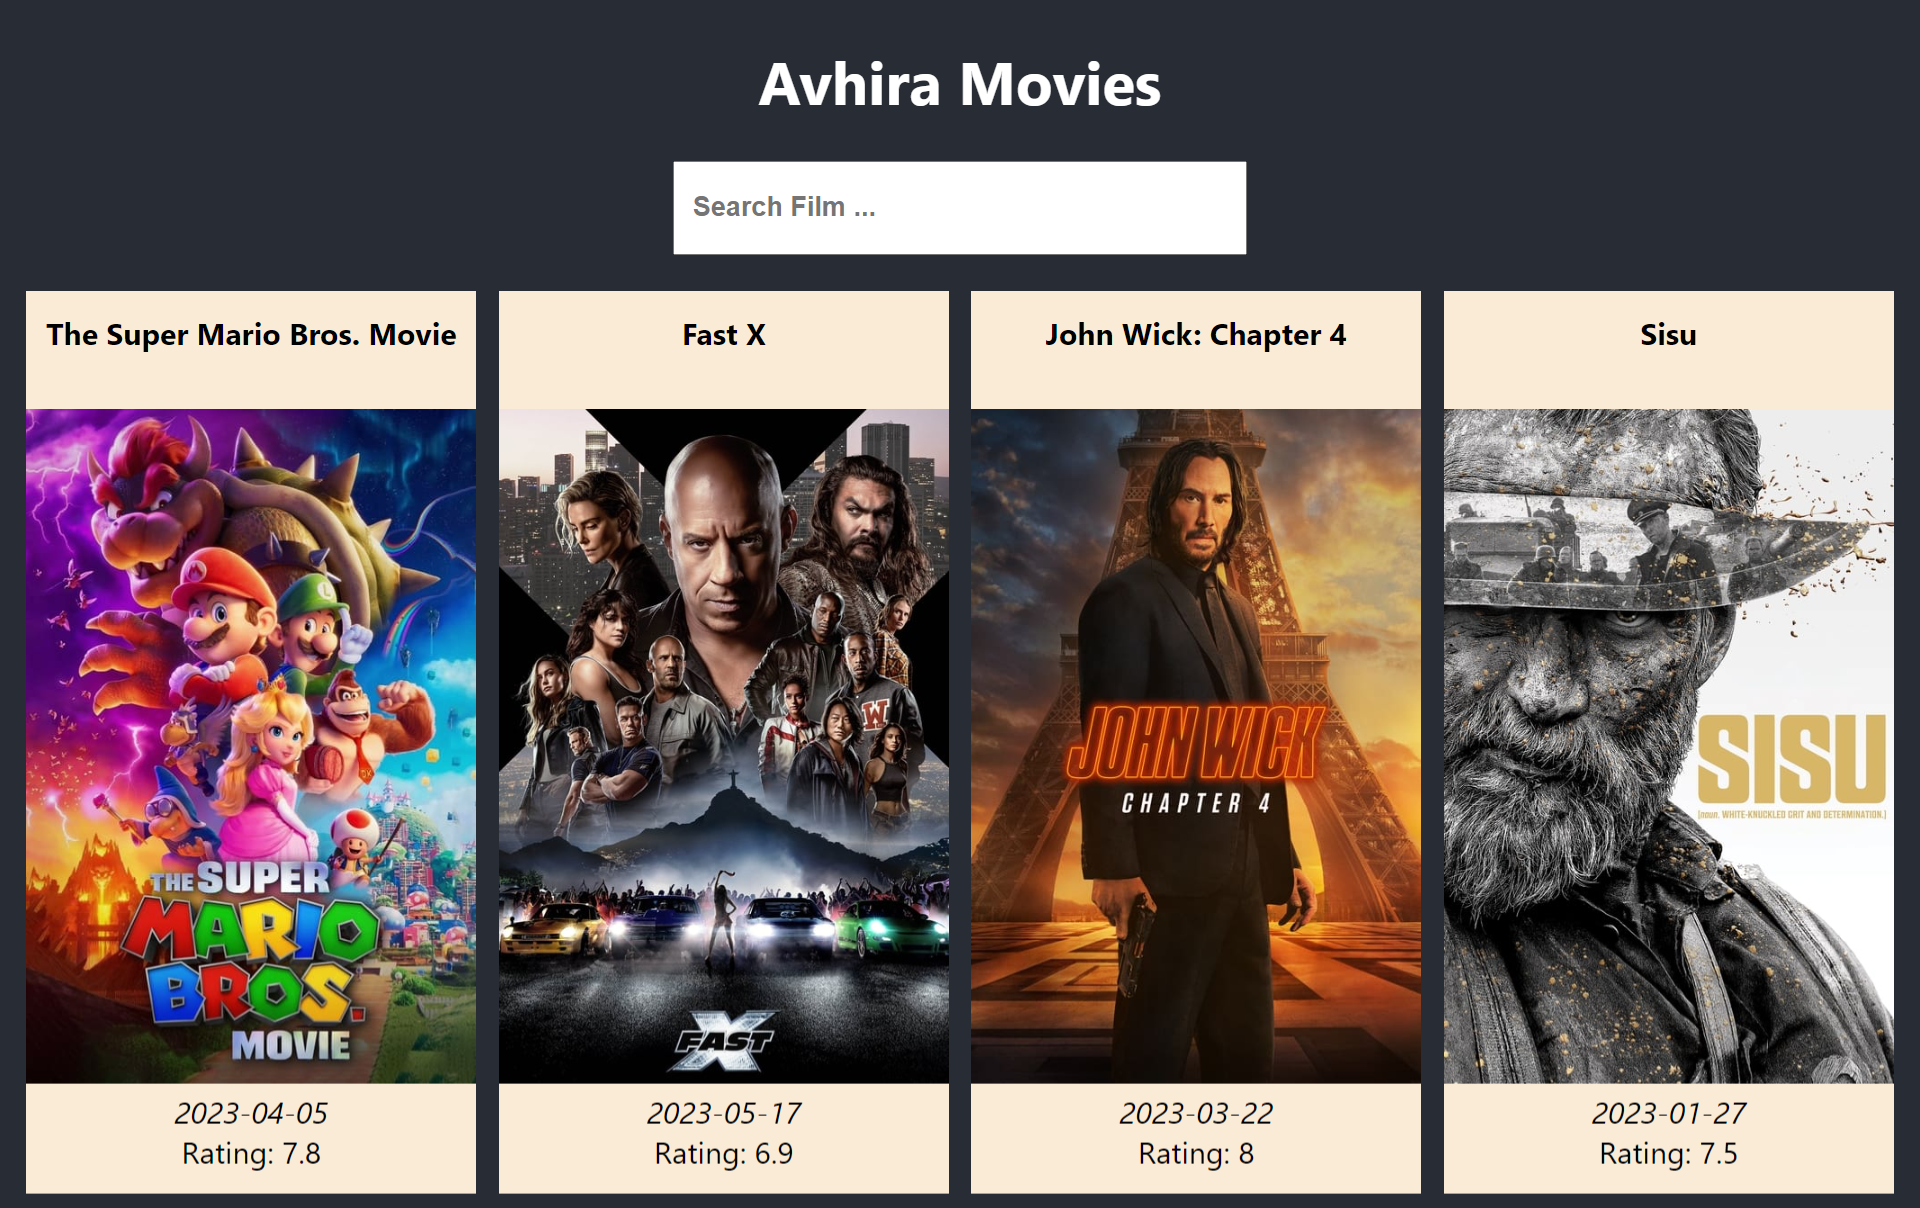 Avhira Movies
Search Film ...
The Super Mario Bros. Movie
Fast X
John Wick: Chapter 4
Sisu
M
L
THE SUPER
MARIO
BROS.
MOVIE
W
FAST X
JOHN WICK
CHAPTER 4
SISU
[noun. WHITE-KNUCKLED GRIT AND DETERMINATION.]
2023-04-05
Rating: 7.8
2023-05-17
Rating: 6.9
2023-03-22
Rating: 8
2023-01-27
Rating: 7.5